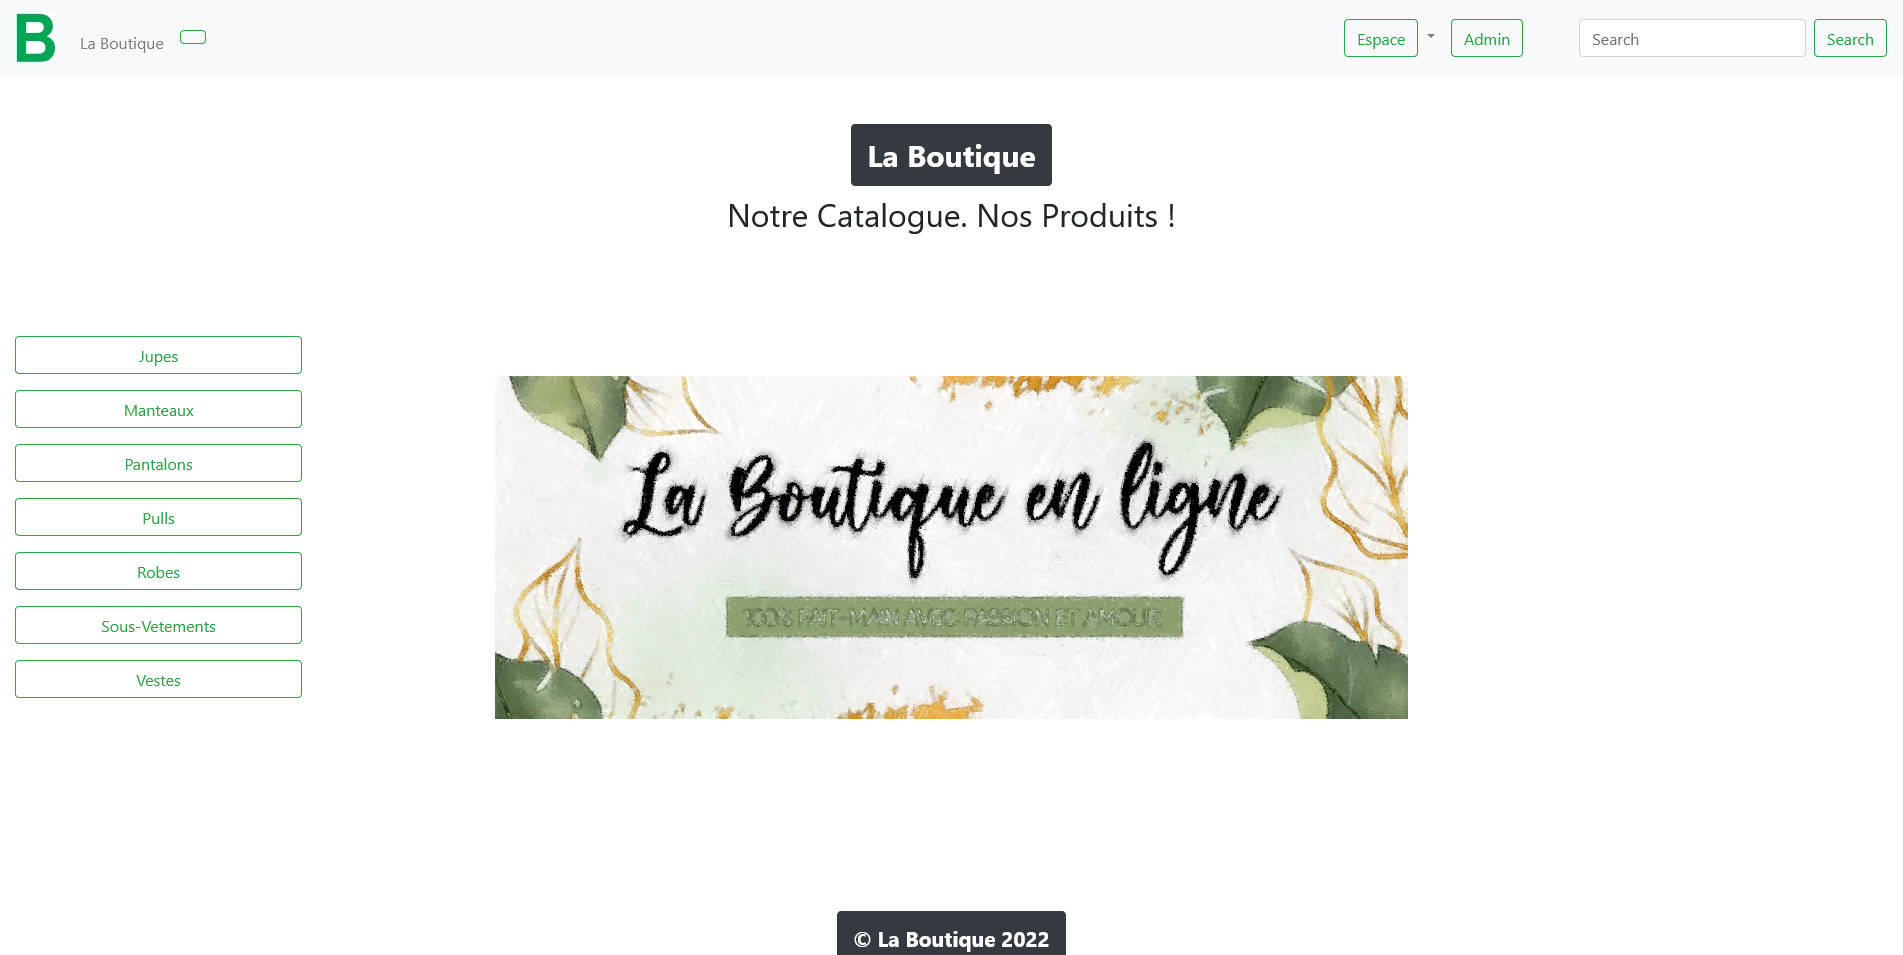 B La Boutique Espace Admin Search Search
La Boutique
Notre Catalogue. Nos Produits !
Jupes
Manteaux
Pantalons
Pulls
Robes
Sous-Vetements
Vestes
La Boutique en ligne
100% FAIT-MAIN AVEC PASSION ET AMOUR
© La Boutique 2022